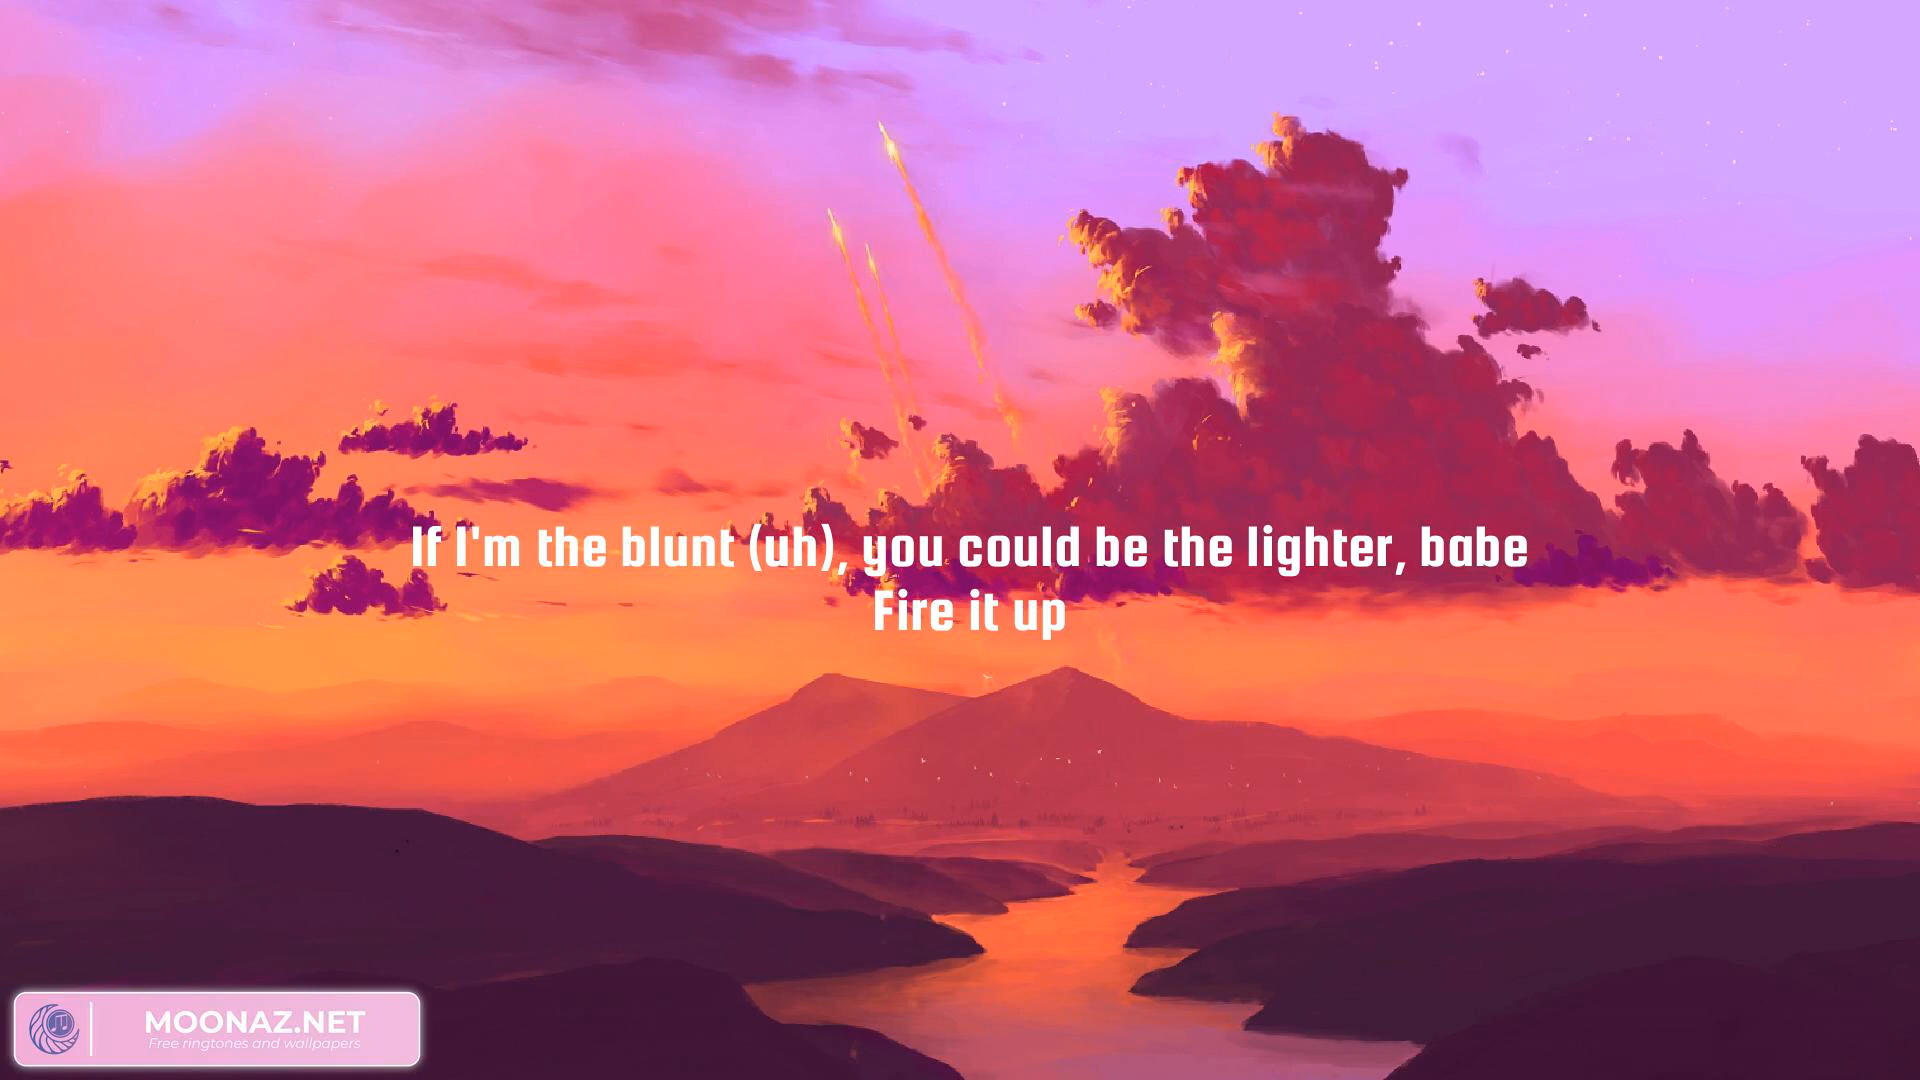 If I'm the blunt (uh), you could be the lighter, babe
Fire it up
MOONAZ.NET
Free ringtones and wallpapers